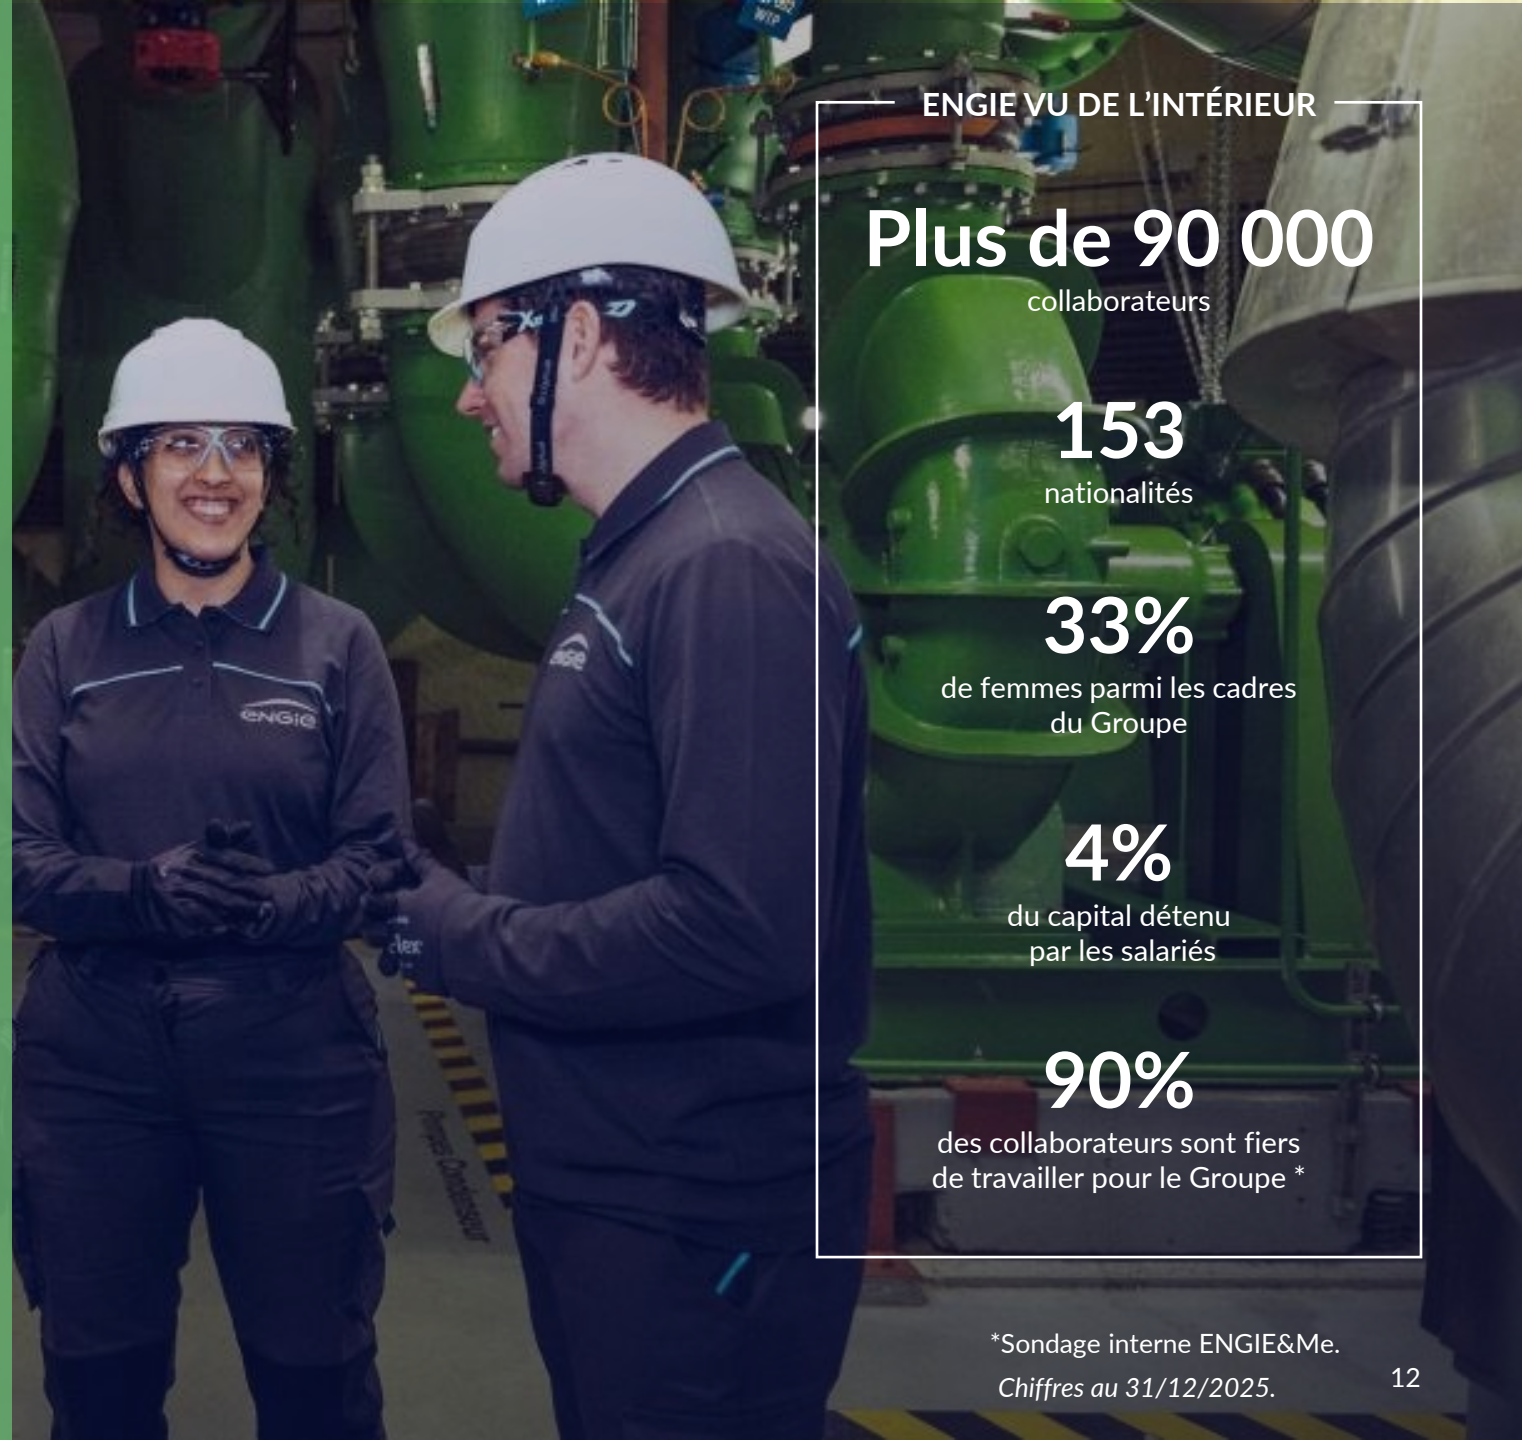 WTP
ENGIE VU DE L’INTÉRIEUR
Plus de 90 000
collaborateurs
153
nationalités
33%
de femmes parmi les cadres
du Groupe
4%
du capital détenu
par les salariés
90%
des collaborateurs sont fiers
de travailler pour le Groupe *
ENGIE
*Sondage interne ENGIE&Me.
Chiffres au 31/12/2025.
12